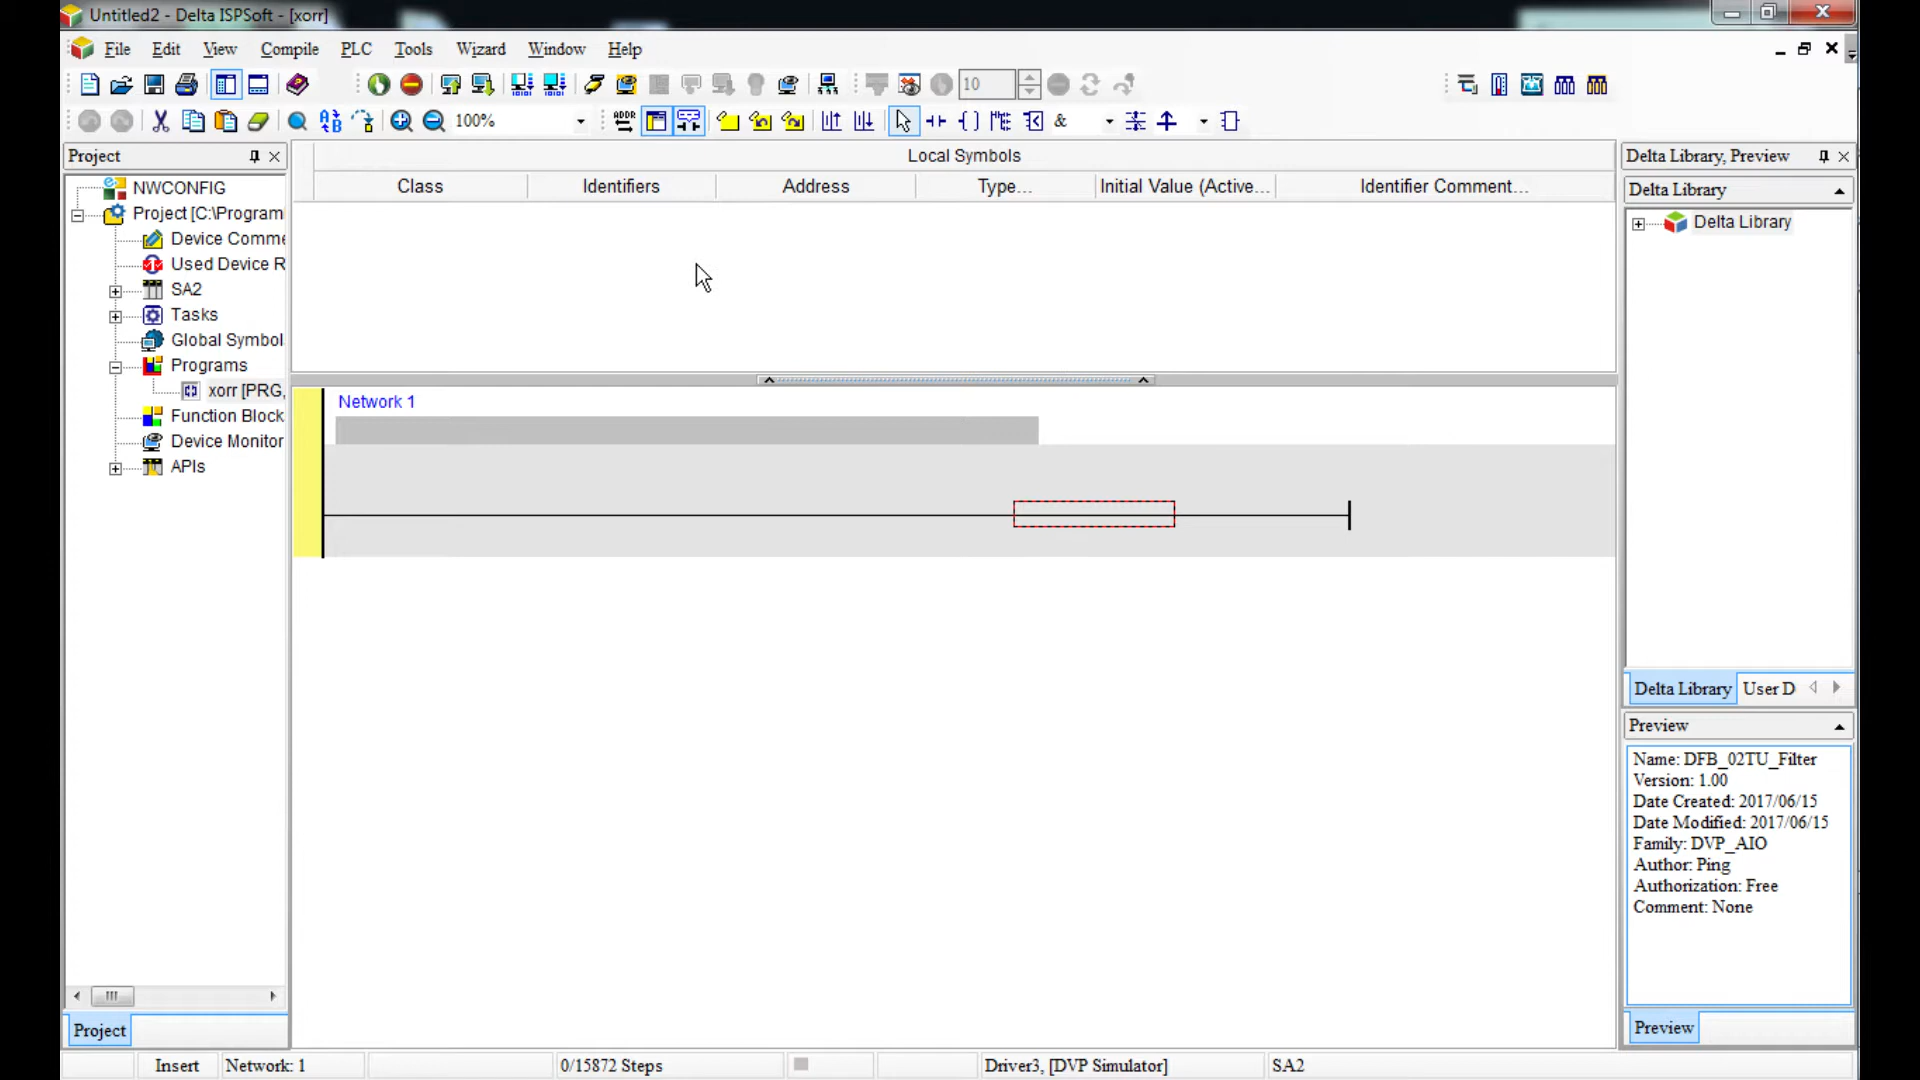 Untitled2 - Delta ISPSoft - [xorr]
File Edit View Compile PLC Tools Wizard Window Help
10
100% ADDR &
Project
NWCONFIG
Project [C:\Program
Device Comme
Used Device R
SA2
Tasks
Global Symbol
Programs
xorr [PRG,
Function Block
Device Monitor
APIs
Project
Local Symbols
Class Identifiers Address Type... Initial Value (Active... Identifier Comment...
Network 1
Delta Library, Preview
Delta Library
Delta Library
Delta Library User D
Preview
Name: DFB_02TU_Filter
Version: 1.00
Date Created: 2017/06/15
Date Modified: 2017/06/15
Family: DVP_AIO
Author: Ping
Authorization: Free
Comment: None
Preview
Insert Network: 1 0/15872 Steps Driver3, [DVP Simulator] SA2